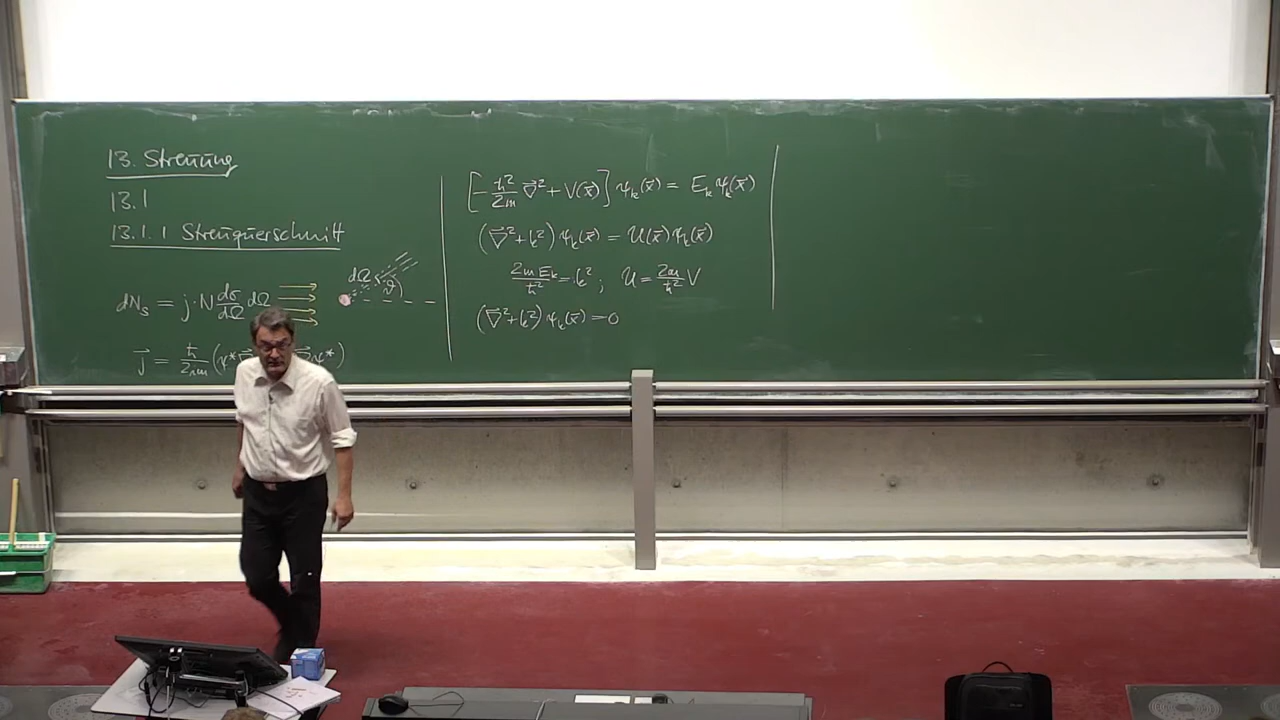 13. Streuung
13.1
13.1.1 Streuquerschnitt
dΩ ϑ
dN_s = j·N dσ/dΩ dΩ
j⃗ = ħ/2m (ψ* ∇⃗ ψ*)
[-ħ²/2m ∇⃗² + V(x⃗)] ψ_k(x⃗) = E_k ψ_k(x⃗)
(∇⃗² + k²) ψ_k(x⃗) = U(x⃗) ψ_k(x⃗)
2mE_k/ħ² = k² ; U = 2m/ħ² V
(∇⃗² + k²) ψ_k(x⃗) = 0